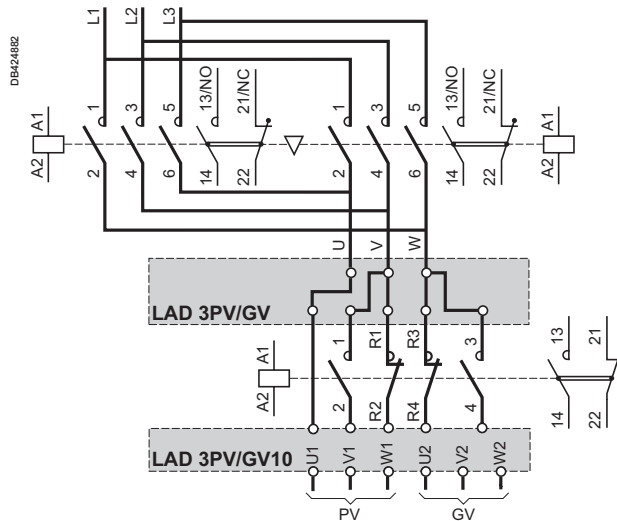 DB424882
L1 L2 L3
A1 1 3 5 13/NO 21/NC 1 3 5 13/NO 21/NC A1
A2 2 4 6 14 22 2 4 6 14 22 A2
U V W
LAD 3PV/GV
A1 1 R1 R3 3 13 21
A2 2 R2 R4 4 14 22
LAD 3PV/GV10 U1 V1 W1 U2 V2 W2
PV GV